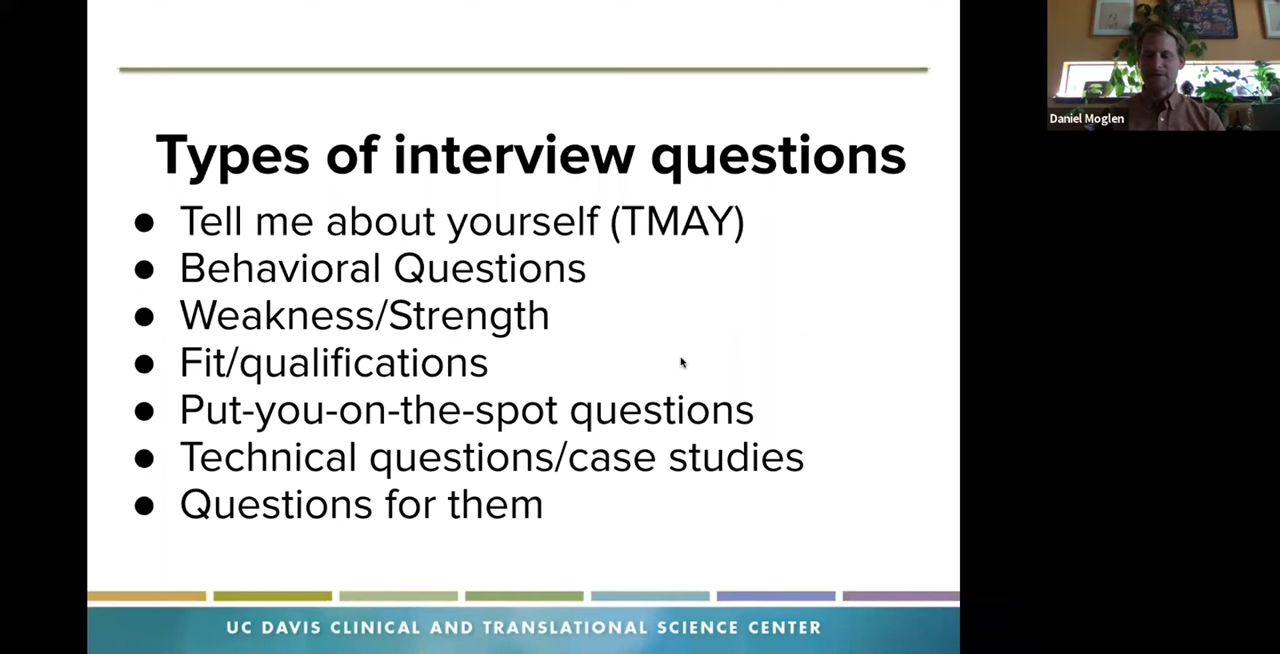 Types of interview questions
● Tell me about yourself (TMAY)
● Behavioral Questions
● Weakness/Strength
● Fit/qualifications
● Put-you-on-the-spot questions
● Technical questions/case studies
● Questions for them
UC DAVIS CLINICAL AND TRANSLATIONAL SCIENCE CENTER
Daniel Moglen